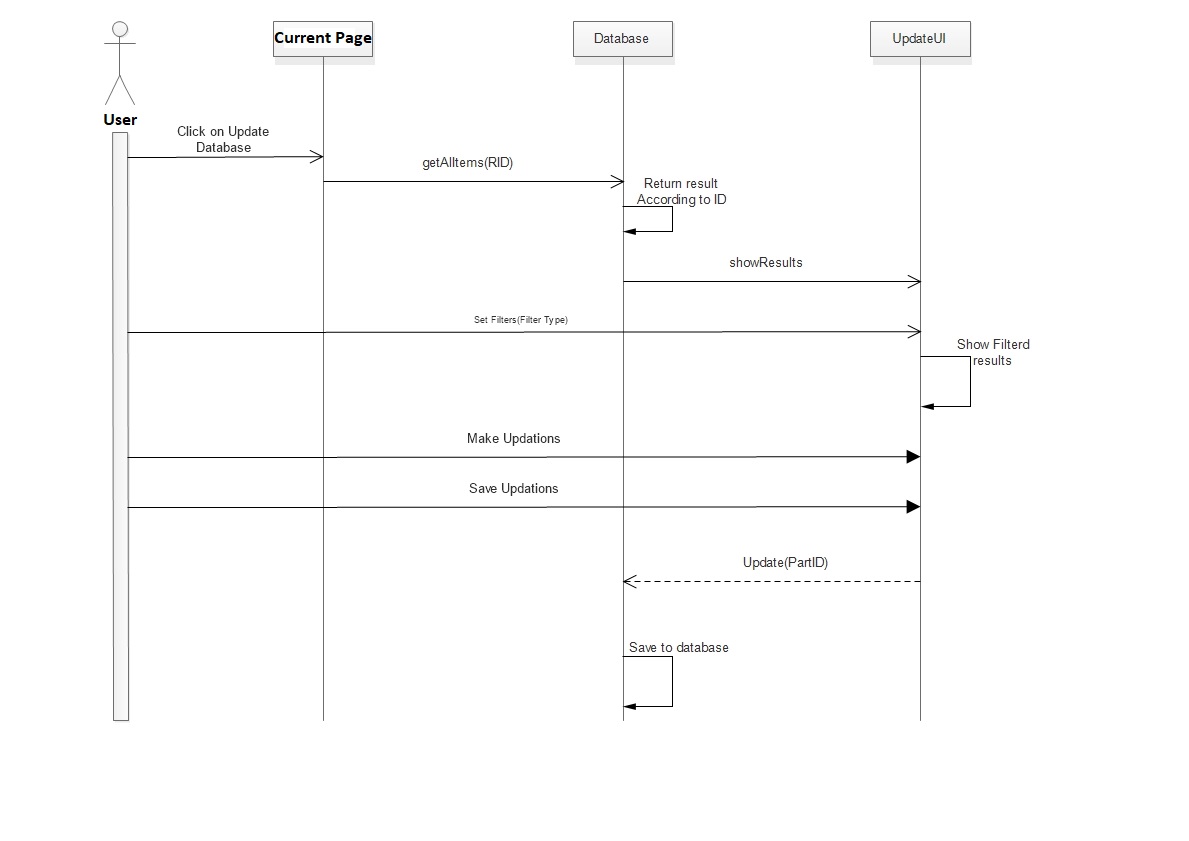 Current Page
Database
UpdateUI
User
Click on Update
Database
getAlItems(RID)
Return result
According to ID
showResults
Set Filters(Filter Type)
Show Filterd
results
Make Updations
Save Updations
Update(PartID)
Save to database